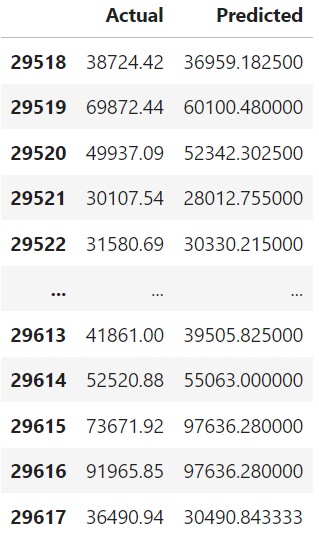 Actual Predicted
29518 38724.42 36959.182500
29519 69872.44 60100.480000
29520 49937.09 52342.302500
29521 30107.54 28012.755000
29522 31580.69 30330.215000
... ... ...
29613 41861.00 39505.825000
29614 52520.88 55063.000000
29615 73671.92 97636.280000
29616 91965.85 97636.280000
29617 36490.94 30490.843333